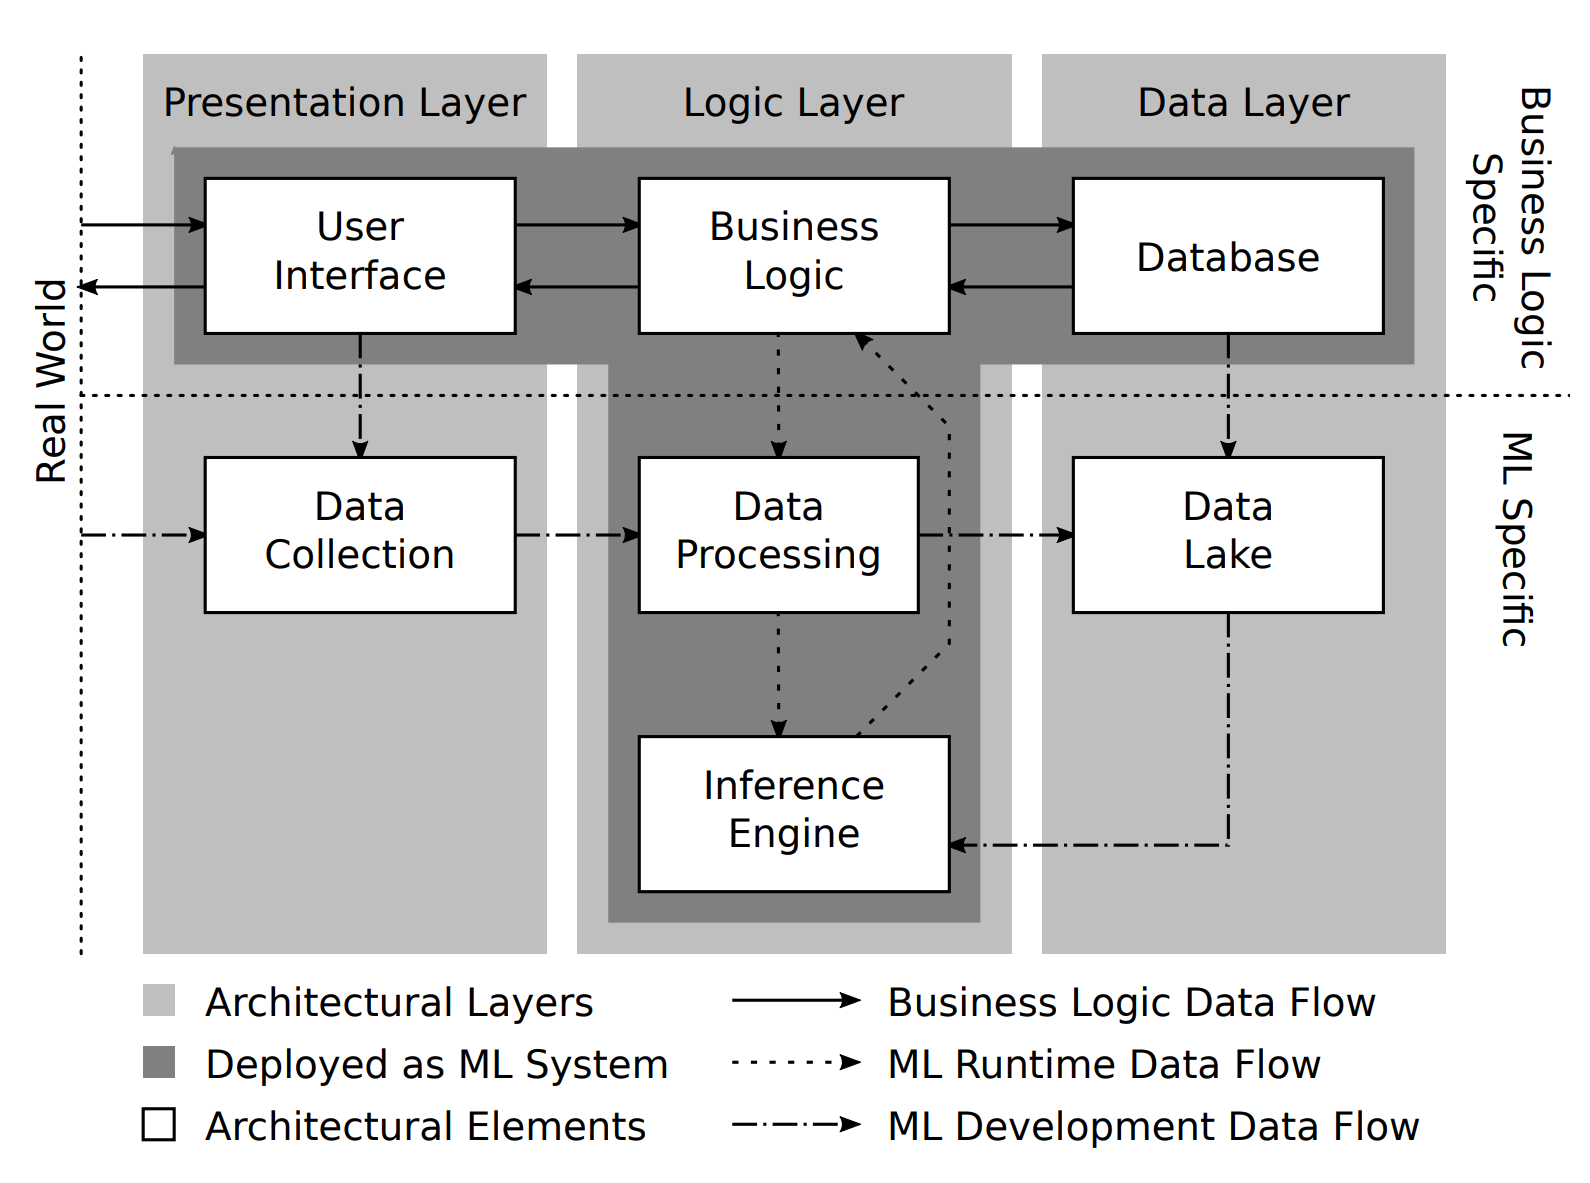 Presentation Layer
Logic Layer
Data Layer
User
Interface
Business
Logic
Database
Business Logic
Specific
Real World
Data
Collection
Data
Processing
Data
Lake
ML Specific
Inference
Engine
Architectural Layers
Deployed as ML System
Architectural Elements
Business Logic Data Flow
ML Runtime Data Flow
ML Development Data Flow